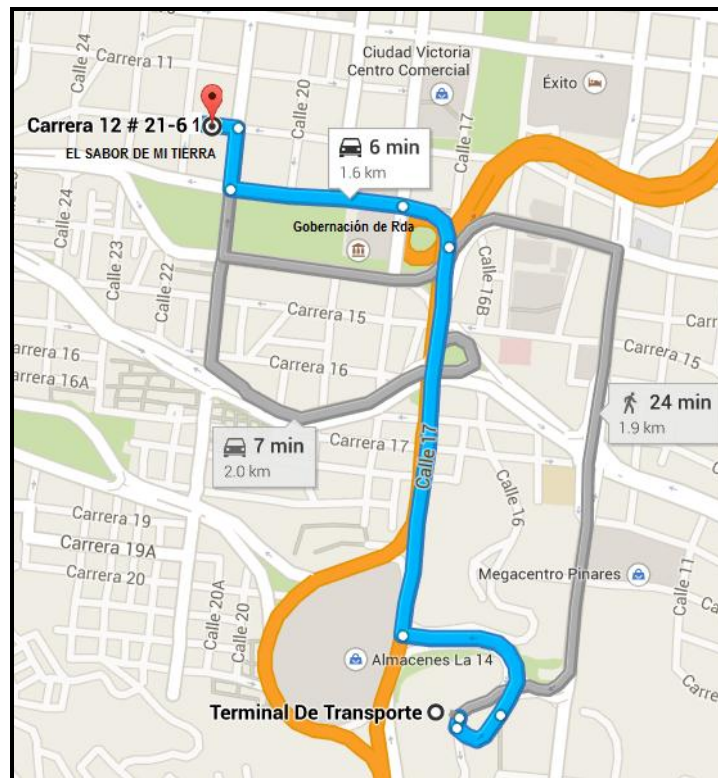 Calle 24
Carrera 11
Ciudad Victoria
Centro Comercial
Calle 20
Calle 17
Éxito
Carrera 12 # 21-6 1
EL SABOR DE MI TIERRA
6 min
1.6 km
Calle 24
Gobernación de Rda
Calle 23
Calle 22
Calle 16B
Carrera 15
Carrera 15
Carrera 16
Carrera 16A
Carrera 16
24 min
1.9 km
7 min
2.0 km
Carrera 17
Calle 17
Calle 16
Carrera 19
Carrera 19A
Carrera 20
Calle 20A
Calle 20
Megacentro Pinares
Calle 11
Almacenes La 14
Terminal De Transporte